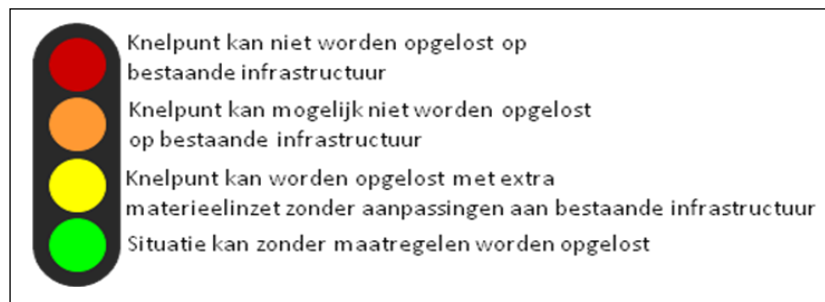 Knelpunt kan niet worden opgelost op
bestaande infrastructuur
Knelpunt kan mogelijk niet worden opgelost
op bestaande infrastructuur
Knelpunt kan worden opgelost met extra
materieelinzet zonder aanpassingen aan bestaande infrastructuur
Situatie kan zonder maatregelen worden opgelost